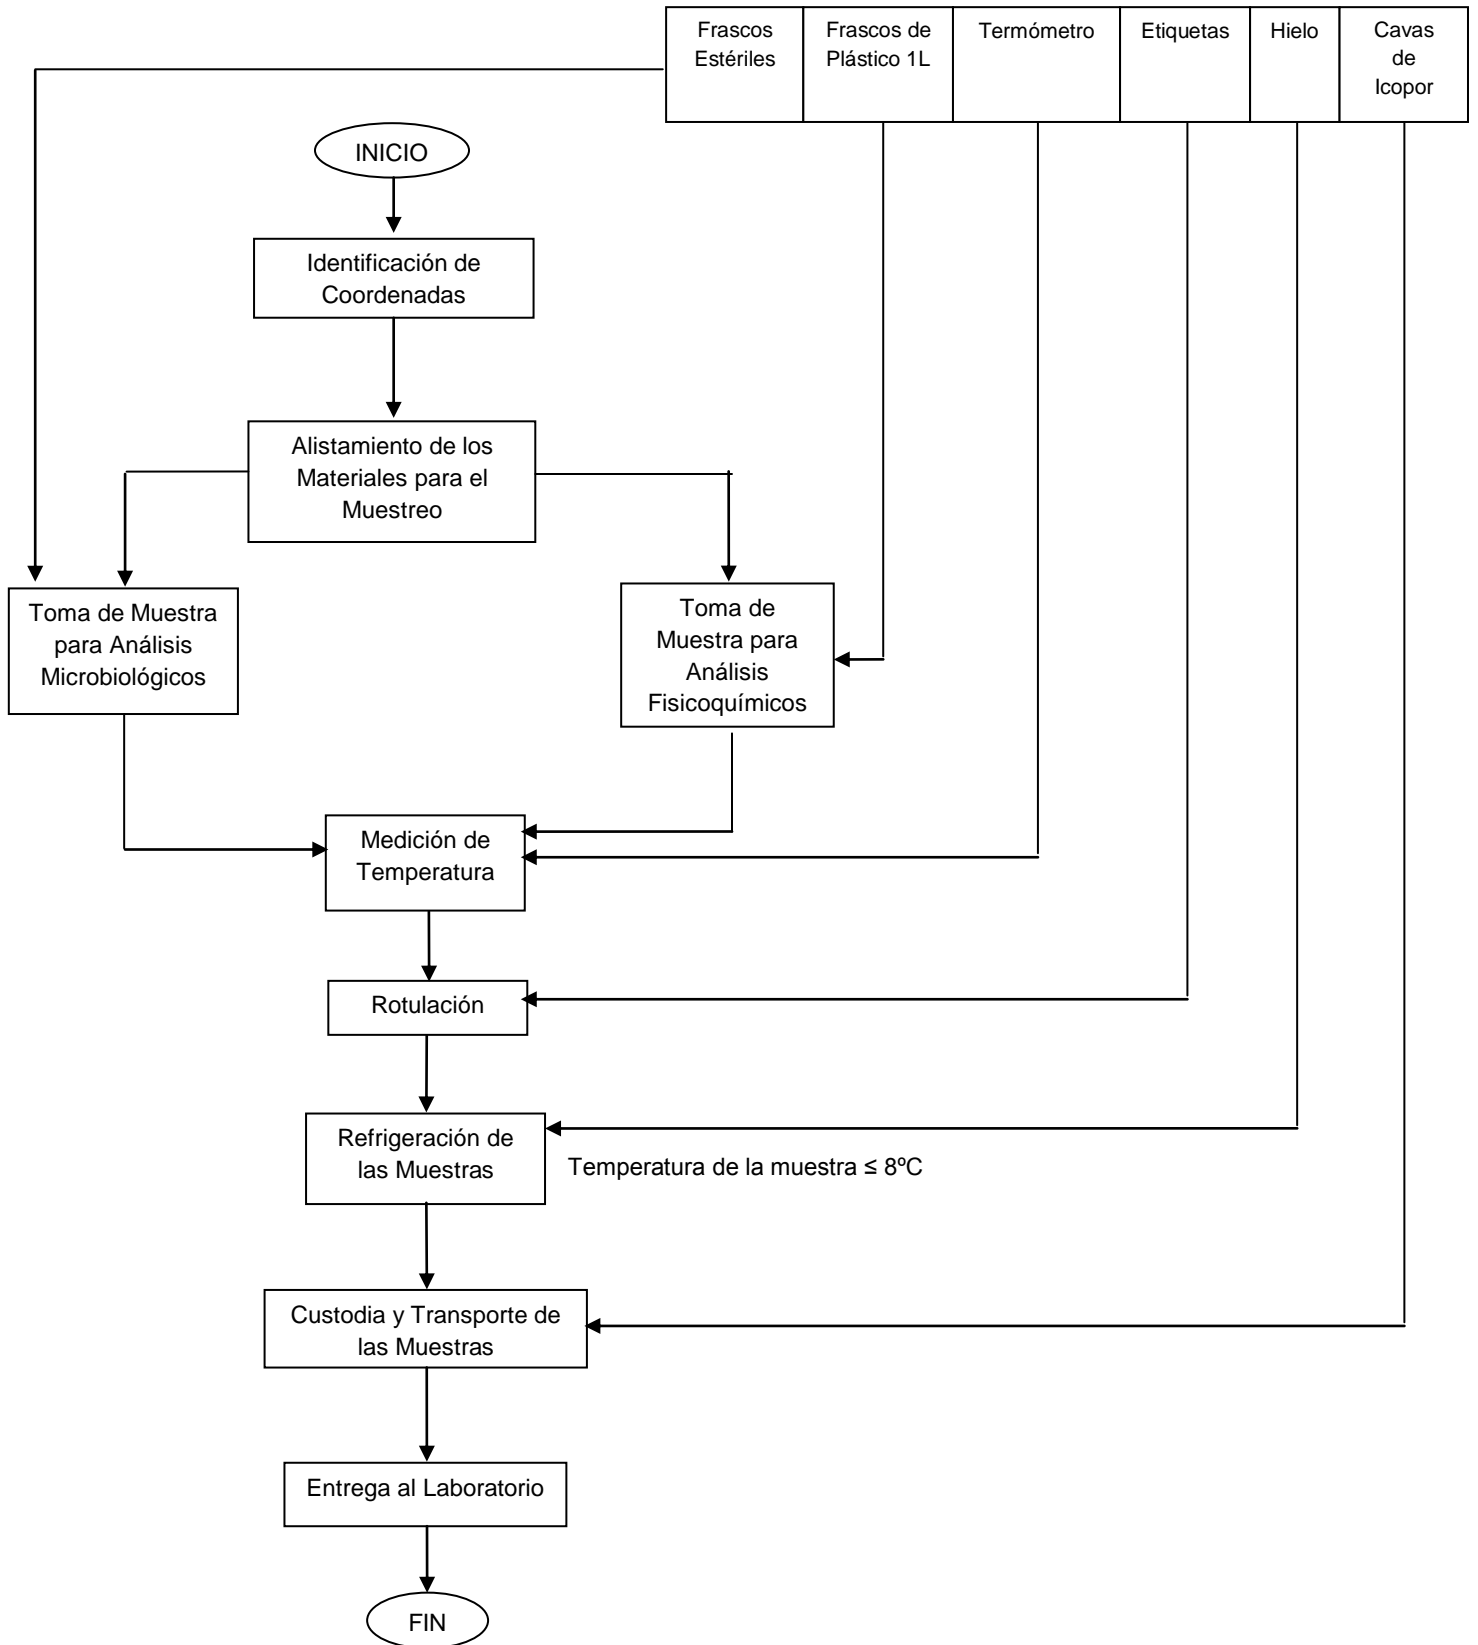 Frascos
Estériles
Frascos de
Plástico 1L
Termómetro
Etiquetas
Hielo
Cavas
de
Icopor
INICIO
Identificación de
Coordenadas
Alistamiento de los
Materiales para el
Muestreo
Toma de Muestra
para Análisis
Microbiológicos
Toma de
Muestra para
Análisis
Fisicoquímicos
Medición de
Temperatura
Rotulación
Refrigeración de
las Muestras
Temperatura de la muestra ≤ 8ºC
Custodia y Transporte de
las Muestras
Entrega al Laboratorio
FIN